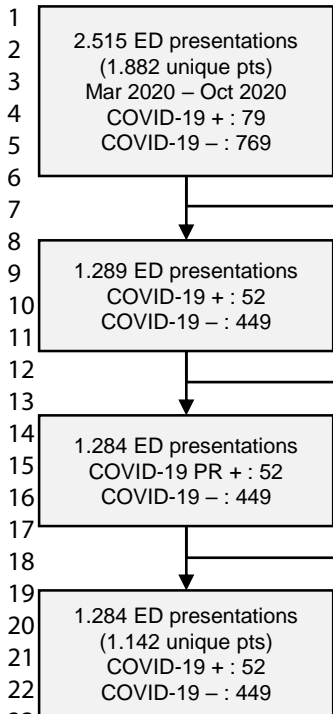 1
2
3
4
5
6
7
8
9
10
11
12
13
14
15
16
17
18
19
20
21
22
2.515 ED presentations
(1.882 unique pts)
Mar 2020 – Oct 2020
COVID-19 + : 79
COVID-19 – : 769
1.289 ED presentations
COVID-19 + : 52
COVID-19 – : 449
1.284 ED presentations
COVID-19 PR + : 52
COVID-19 – : 449
1.284 ED presentations
(1.142 unique pts)
COVID-19 + : 52
COVID-19 – : 449